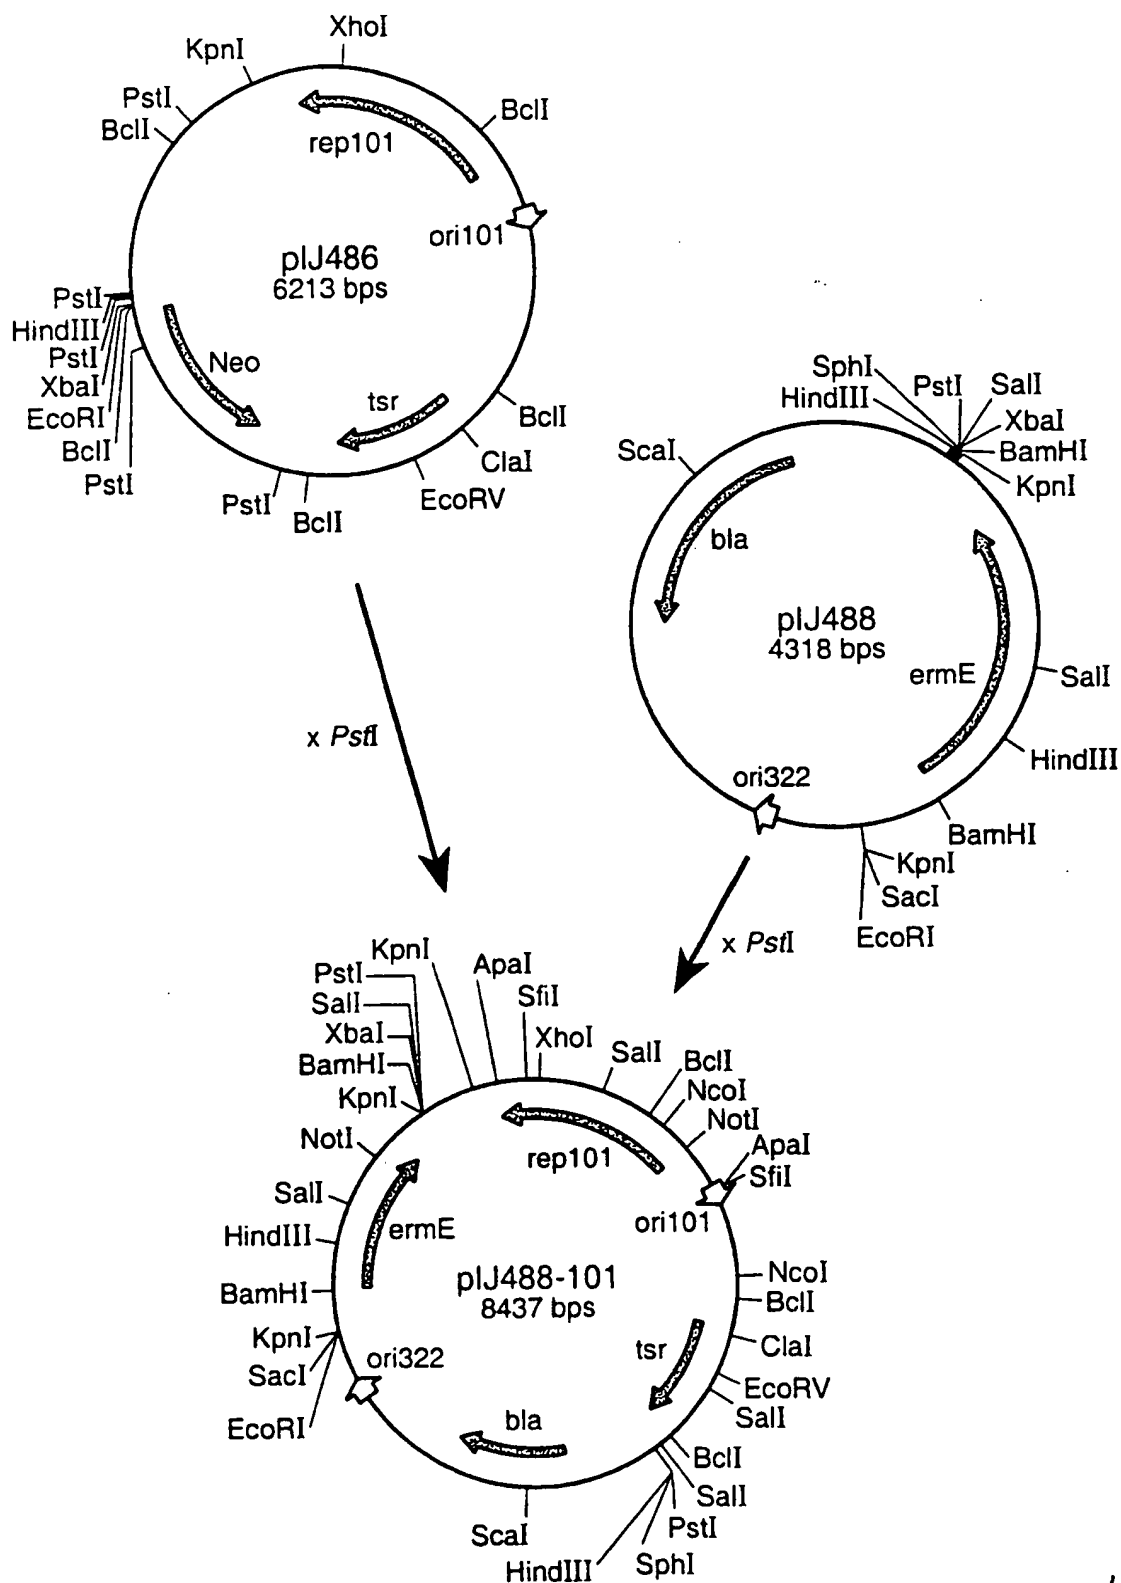 XhoI
KpnI
PstI
BclI
BclI
rep101
ori101
pIJ486
6213 bps
PstI
HindIII
PstI
XbaI
EcoRI
BclI
PstI
Neo
tsr
BclI
ClaI
EcoRV
PstI
BclI
SphI
HindIII
PstI
SalI
XbaI
BamHI
KpnI
ScaI
bla
pIJ488
4318 bps
ermE
SalI
HindIII
ori322
BamHI
KpnI
SacI
EcoRI
x PstI
x PstI
KpnI
PstI
SalI
XbaI
BamHI
KpnI
ApaI
SfiI
XhoI
SalI
BclI
NcoI
NotI
ApaI
SfiI
NotI
rep101
ori101
SalI
HindIII
ermE
BamHI
pIJ488-101
8437 bps
NcoI
BclI
KpnI
SacI
EcoRI
ori322
tsr
ClaI
EcoRV
SalI
bla
BclI
SalI
PstI
SphI
HindIII
ScaI